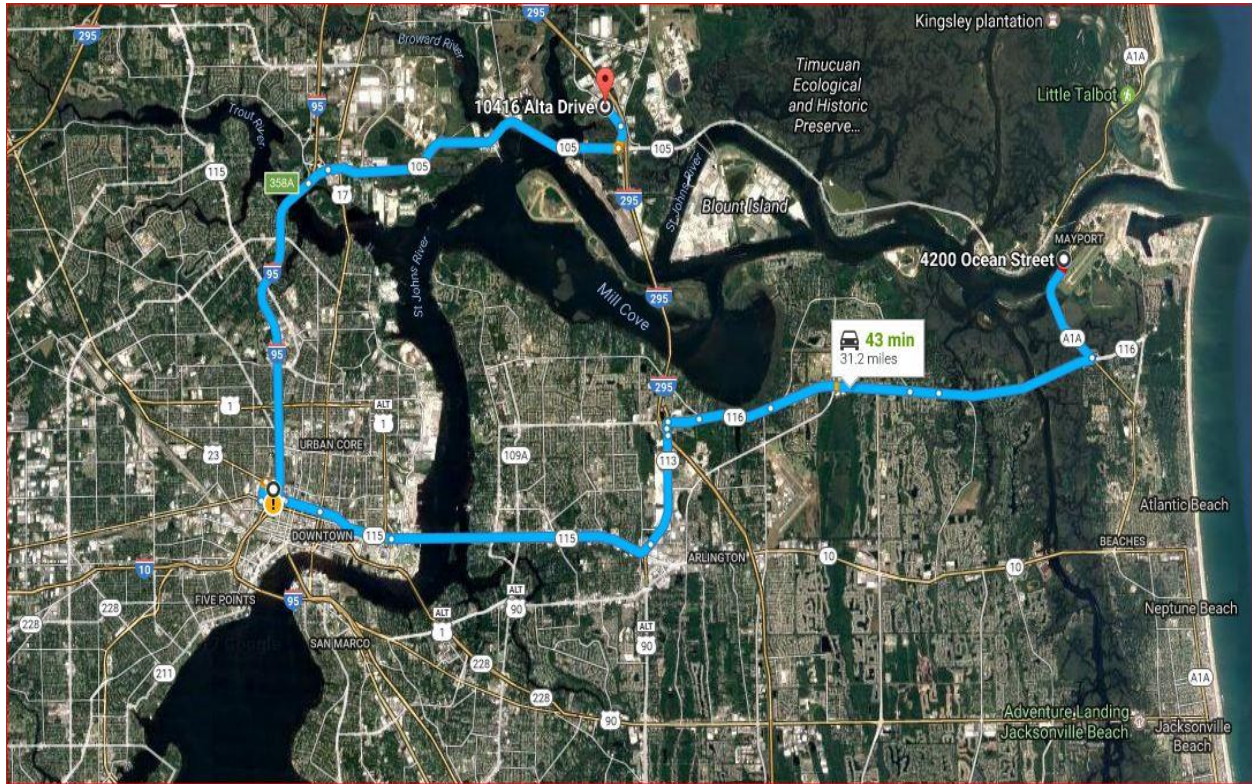 Kingsley plantation
295
295
A1A
Broward River
Timucuan
Ecological
and Historic
Preserve...
Little Talbot
10416 Alta Drive
95
Trout River
105
105
105
115
358A
17
295
St Johns River
Blount Island
MAYPORT
4200 Ocean Street
95
St Johns River
Mill Cove
295
A1A
43 min
31.2 miles
116
95
295
1
ALT
1
116
URBAN CORE
23
109A
113
Atlantic Beach
DOWNTOWN
115
115
ARLINGTON
BEACHES
10
10
10
ALT
90
FIVE POINTS
95
228
228
ALT
1
ALT
90
Neptune Beach
SAN MARCO
228
211
228
90
A1A
Adventure Landing
Jacksonville Beach
Jacksonville
Beach